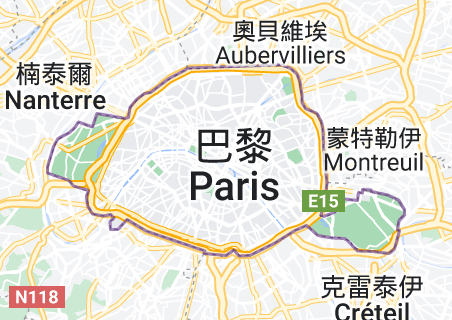 奧貝維埃
Aubervilliers
楠泰爾
Nanterre
巴黎
Paris
蒙特勒伊
Montreuil
E15
N118
克雷泰伊
Créteil